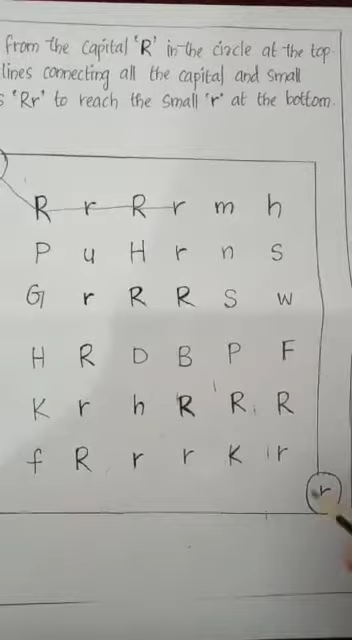 from the capital 'R' in the circle at the top
lines connecting all the capital and small
'Rr' to reach the small 'r' at the bottom.
R r R r m h
P u H r n s
G r R R S w
H R D B P F
K r h R R R
f R r r K r
r